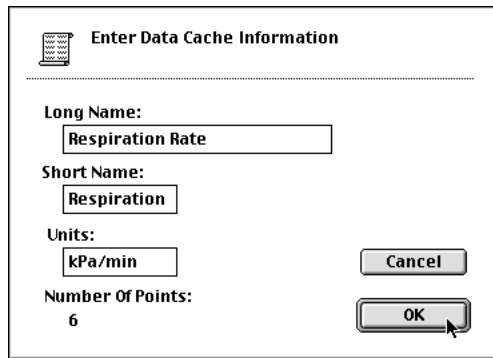 Enter Data Cache Information
Long Name:
Respiration Rate
Short Name:
Respiration
Units:
kPa/min
Cancel
Number Of Points:
6
OK